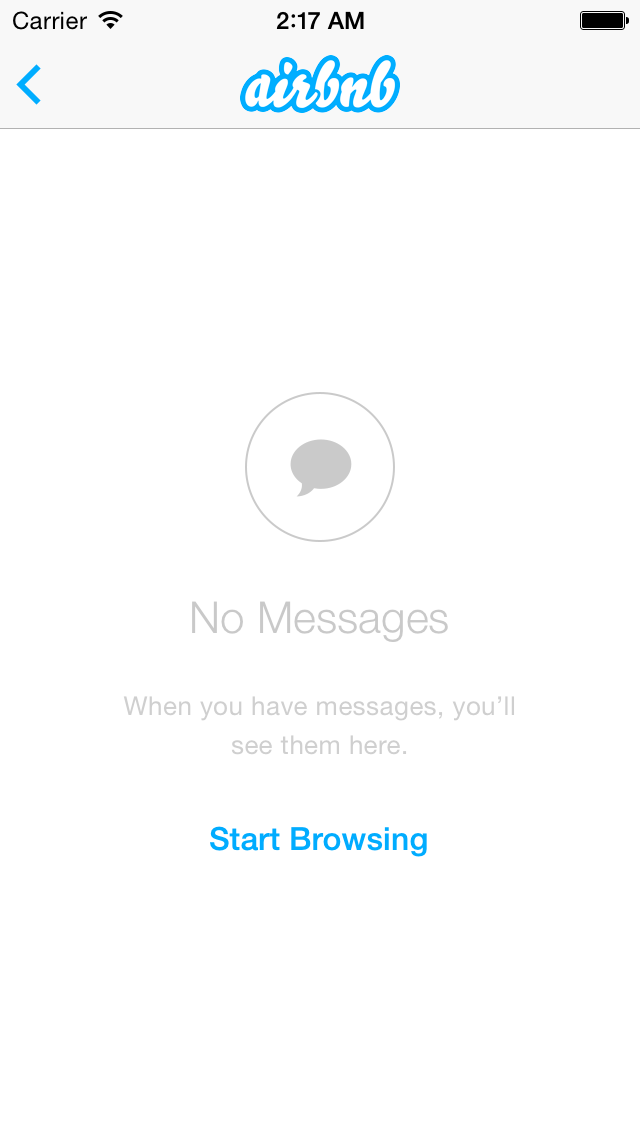 Carrier 2:17 AM
airbnb
No Messages
When you have messages, you’ll
see them here.
Start Browsing